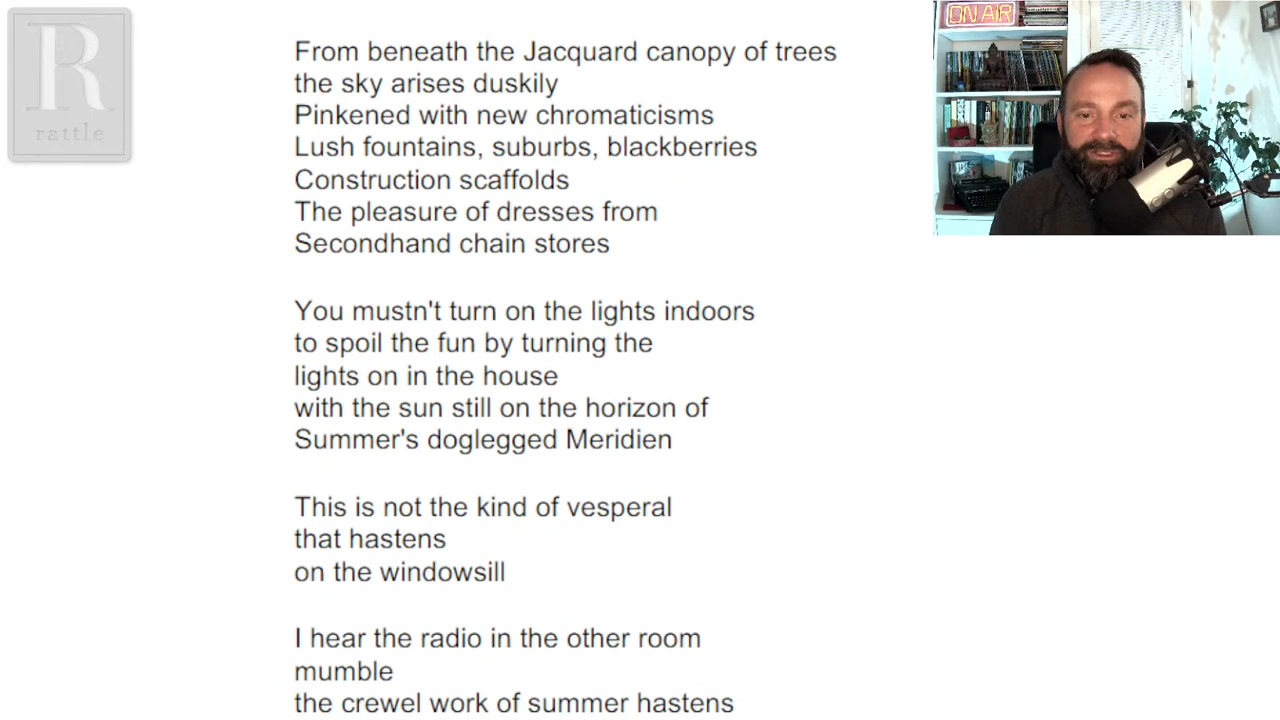 R
rattle
ON AIR
From beneath the Jacquard canopy of trees
the sky arises duskily
Pinkened with new chromaticisms
Lush fountains, suburbs, blackberries
Construction scaffolds
The pleasure of dresses from
Secondhand chain stores
You mustn't turn on the lights indoors
to spoil the fun by turning the
lights on in the house
with the sun still on the horizon of
Summer's doglegged Meridien
This is not the kind of vesperal
that hastens
on the windowsill
I hear the radio in the other room
mumble
the crewel work of summer hastens